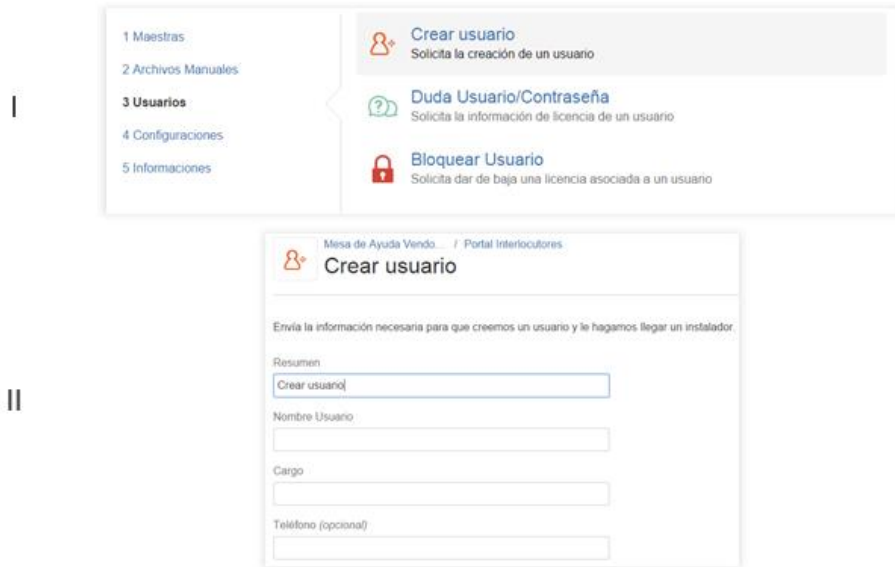 I
1 Maestras
2 Archivos Manuales
3 Usuarios
4 Configuraciones
5 Informaciones
Crear usuario
Solicita la creación de un usuario
Duda Usuario/Contraseña
Solicita la información de licencia de un usuario
Bloquear Usuario
Solicita dar de baja una licencia asociada a un usuario
II
Mesa de Ayuda Vendo... / Portal Interlocutores
Crear usuario
Envía la información necesaria para que creemos un usuario y le hagamos llegar un instalador.
Resumen
Crear usuario
Nombre Usuario
Cargo
Teléfono (opcional)